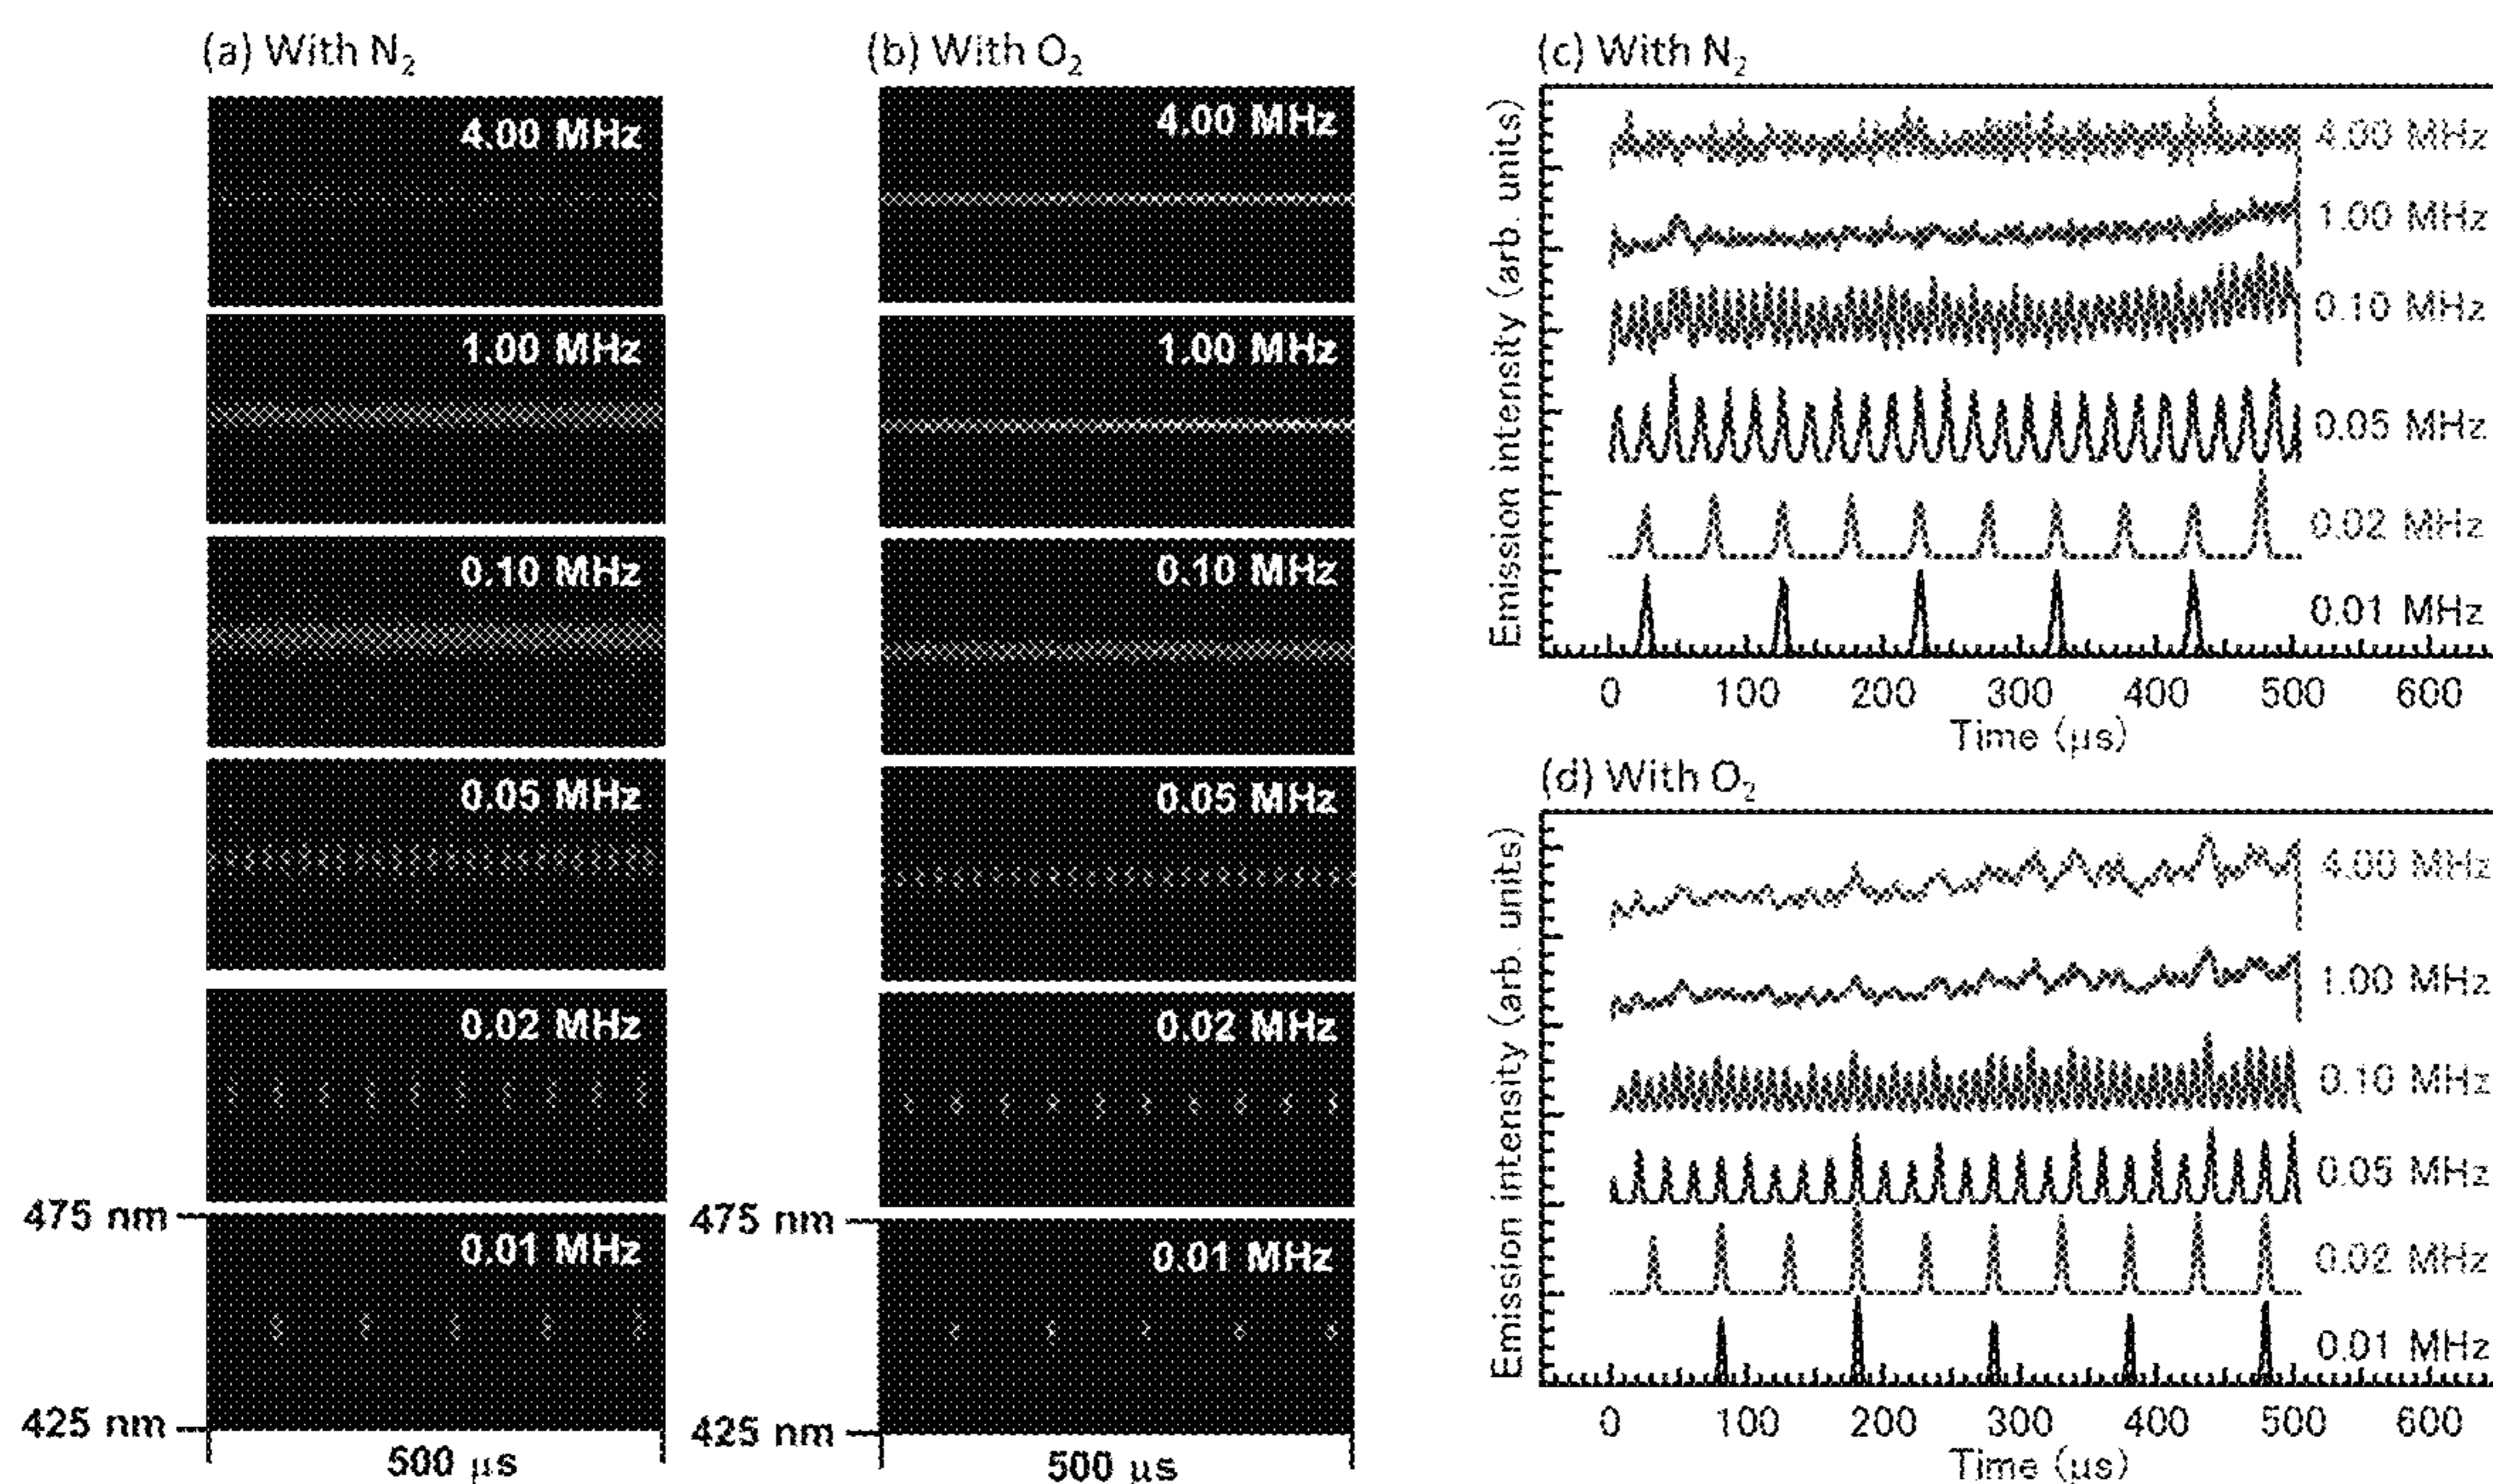 (a) With N₂
4.00 MHz
1.00 MHz
0.10 MHz
0.05 MHz
0.02 MHz
475 nm
0.01 MHz
425 nm
500 μs
(b) With O₂
4.00 MHz
1.00 MHz
0.10 MHz
0.05 MHz
0.02 MHz
475 nm
0.01 MHz
425 nm
500 μs
(c) With N₂
Emission intensity (arb. units)
4.00 MHz
1.00 MHz
0.10 MHz
0.05 MHz
0.02 MHz
0.01 MHz
0 100 200 300 400 500 600
Time (μs)
(d) With O₂
Emission intensity (arb. units)
4.00 MHz
1.00 MHz
0.10 MHz
0.05 MHz
0.02 MHz
0.01 MHz
0 100 200 300 400 500 600
Time (μs)